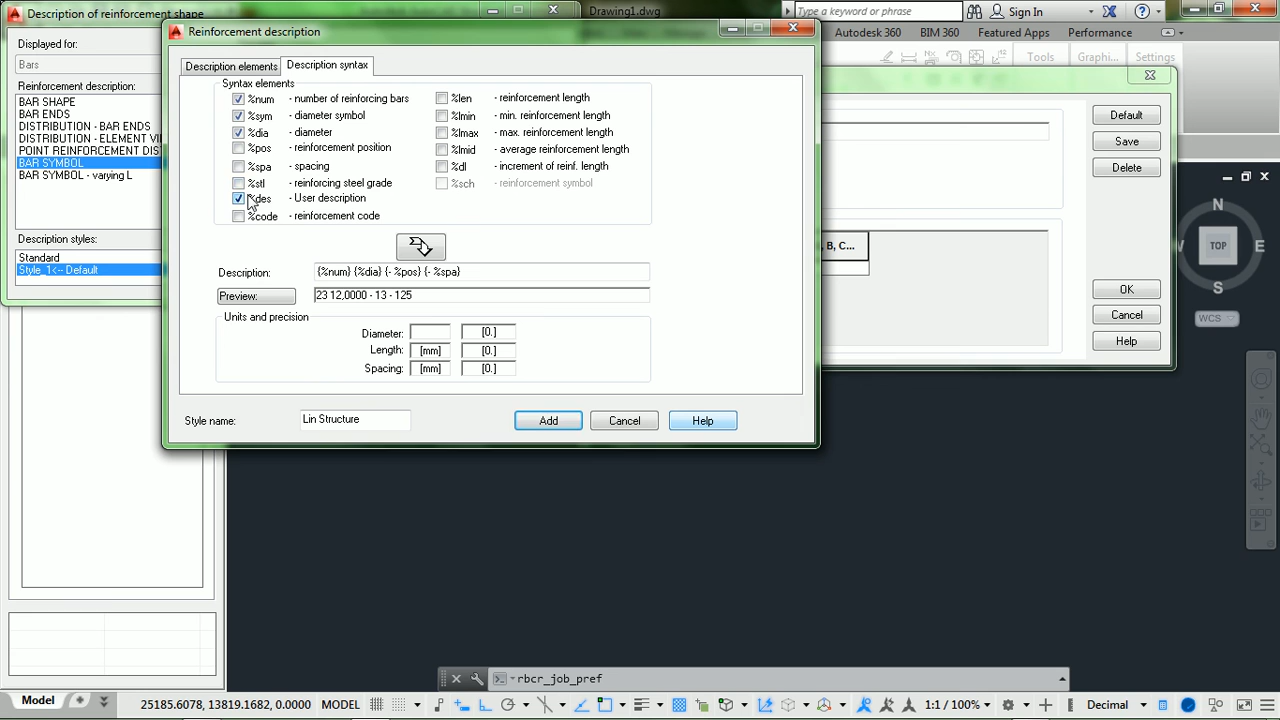 Description of reinforcement shape
Drawing1.dwg
Type a keyword or phrase
Sign In
Displayed for:
Bars
Reinforcement description:
BAR SHAPE
BAR ENDS
DISTRIBUTION - BAR ENDS
DISTRIBUTION - ELEMENT VI
POINT REINFORCEMENT DIST
BAR SYMBOL
BAR SYMBOL - varying L
Description styles:
Standard
Style_1<-- Default
Reinforcement description
Description elements
Description syntax
Syntax elements
%num - number of reinforcing bars
%sym - diameter symbol
%dia - diameter
%pos - reinforcement position
%spa - spacing
%stl - reinforcing steel grade
%des - User description
%code - reinforcement code
%len - reinforcement length
%lmin - min. reinforcement length
%lmax - max. reinforcement length
%lmid - average reinforcement length
%dl - increment of reinf. length
%sch - reinforcement symbol
Description: {%num} {%dia} {- %pos} {- %spa}
Preview: 23 12,0000 - 13 - 125
Units and precision
Diameter: [0.]
Length: [mm] [0.]
Spacing: [mm] [0.]
Style name: Lin Structure
Add
Cancel
Help
Autodesk 360
BIM 360
Featured Apps
Performance
Tools
Graphi...
Settings
Default
Save
Delete
, B, C...
OK
Cancel
Help
N
W
TOP
E
S
WCS
rbcr_job_pref
Model
25185.6078, 13819.1682, 0.0000
MODEL
1:1 / 100%
Decimal